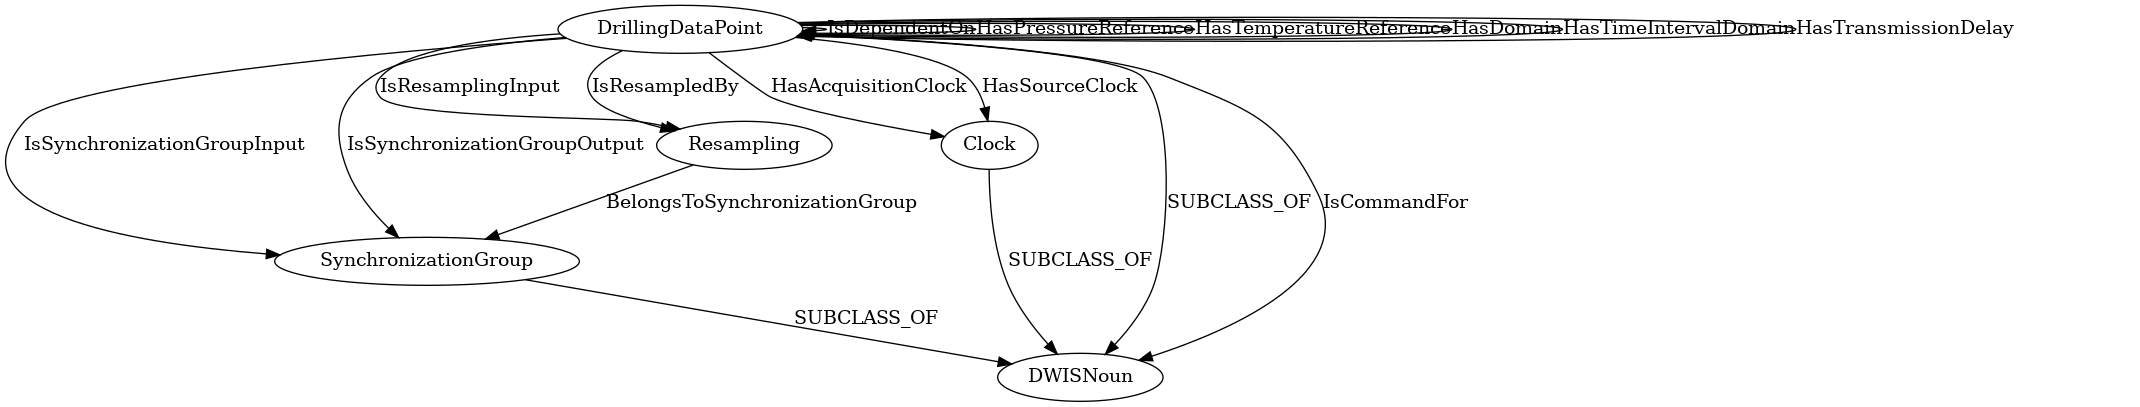 DrillingDataPoint
IsDependentOn
HasPressureReference
HasTemperatureReference
HasDomain
HasTimeIntervalDomain
HasTransmissionDelay
IsResamplingInput
IsResampledBy
HasAcquisitionClock
HasSourceClock
IsSynchronizationGroupInput
IsSynchronizationGroupOutput
Resampling
Clock
BelongsToSynchronizationGroup
SUBCLASS_OF
IsCommandFor
SynchronizationGroup
SUBCLASS_OF
SUBCLASS_OF
DWISNoun